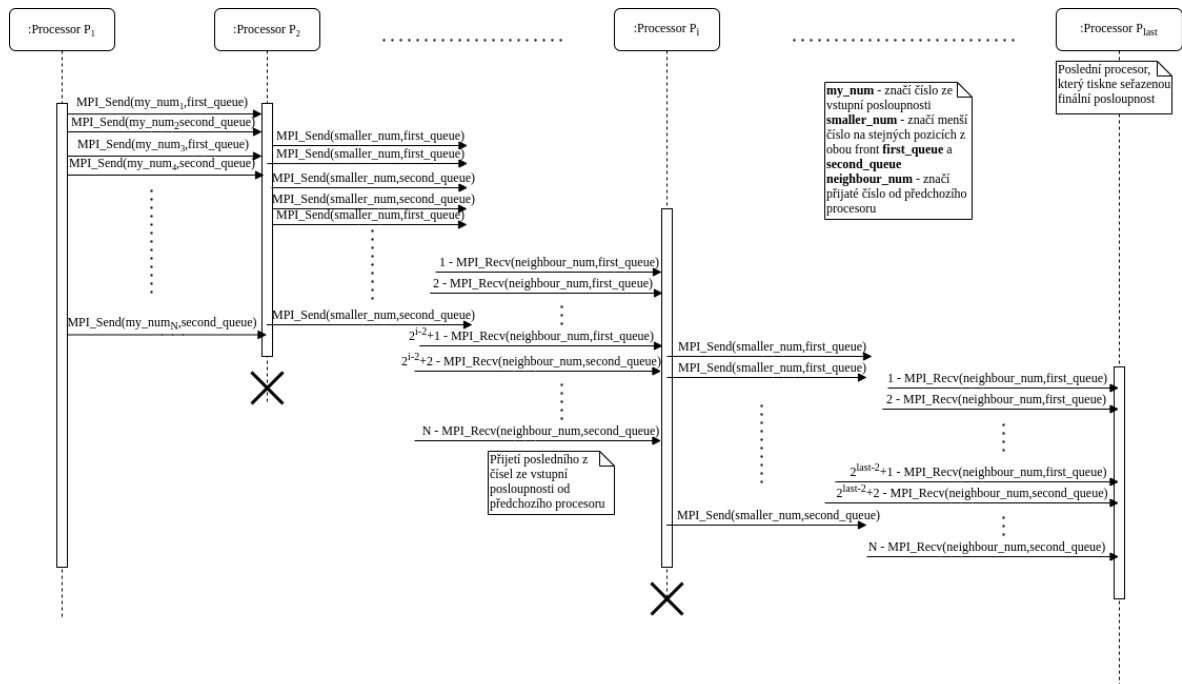 :Processor P1
:Processor P2
:Processor Pi
:Processor Plast
Poslední procesor,
který tiskne seřazenou
finální posloupnost
my_num - značí číslo ze
vstupní posloupnosti
smaller_num - značí menší
číslo na stejných pozicích z
obou front first_queue a
second_queue
neighbour_num - značí
přijaté číslo od předchozího
procesoru
MPI_Send(my_num1,first_queue)
MPI_Send(my_num2second_queue)
MPI_Send(my_num3,first_queue)
MPI_Send(my_num4,second_queue)
MPI_Send(my_numN,second_queue)
MPI_Send(smaller_num,first_queue)
MPI_Send(smaller_num,first_queue)
MPI_Send(smaller_num,second_queue)
MPI_Send(smaller_num,second_queue)
MPI_Send(smaller_num,first_queue)
MPI_Send(smaller_num,second_queue)
1 - MPI_Recv(neighbour_num,first_queue)
2 - MPI_Recv(neighbour_num,first_queue)
2^i-2+1 - MPI_Recv(neighbour_num,first_queue)
2^i-2+2 - MPI_Recv(neighbour_num,second_queue)
N - MPI_Recv(neighbour_num,second_queue)
Přijetí posledního z
čísel ze vstupní
posloupnosti od
předchozího procesoru
MPI_Send(smaller_num,first_queue)
MPI_Send(smaller_num,first_queue)
MPI_Send(smaller_num,second_queue)
1 - MPI_Recv(neighbour_num,first_queue)
2 - MPI_Recv(neighbour_num,first_queue)
2^last-2+1 - MPI_Recv(neighbour_num,first_queue)
2^last-2+2 - MPI_Recv(neighbour_num,second_queue)
N - MPI_Recv(neighbour_num,second_queue)